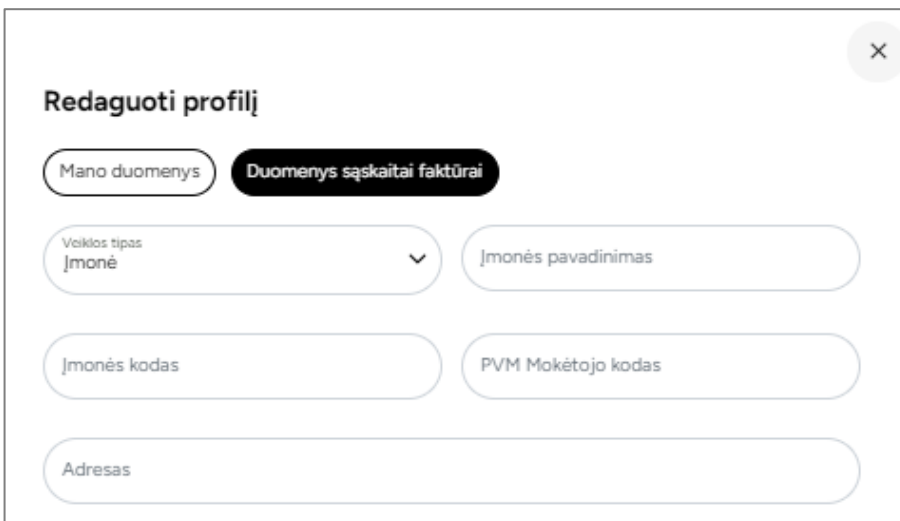 Redaguoti profilį
Mano duomenys
Duomenys sąskaitai faktūrai
Veiklos tipas
Įmonė
Įmonės pavadinimas
Įmonės kodas
PVM Mokėtojo kodas
Adresas